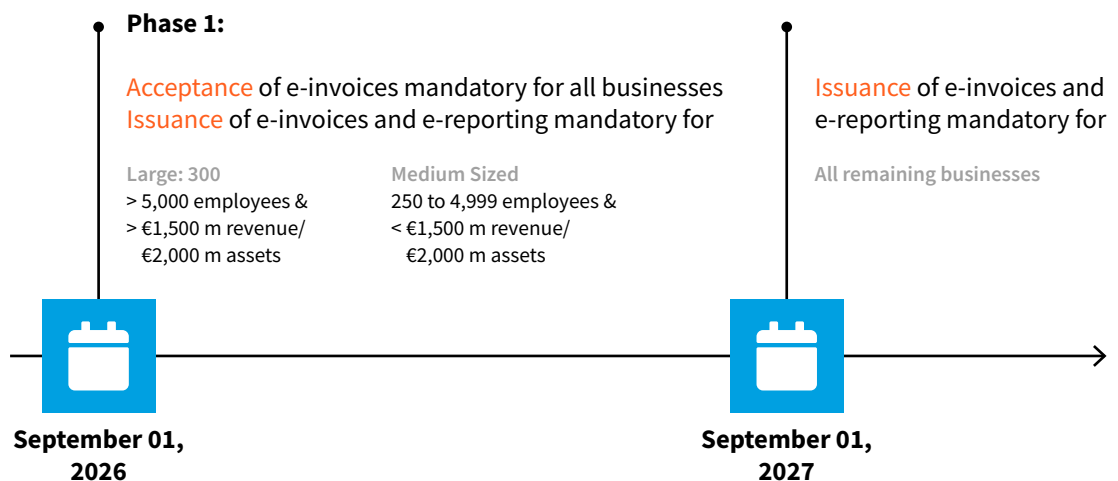 Phase 1:
Acceptance of e-invoices mandatory for all businesses
Issuance of e-invoices and e-reporting mandatory for
Large: 300
> 5,000 employees &
> €1,500 m revenue/
€2,000 m assets
Medium Sized
250 to 4,999 employees &
< €1,500 m revenue/
€2,000 m assets
Issuance of e-invoices and
e-reporting mandatory for
All remaining businesses
September 01,
2026
September 01,
2027